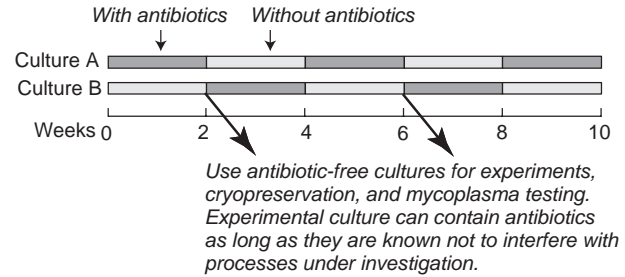 With antibiotics Without antibiotics
Culture A
Culture B
Weeks 0 2 4 6 8 10
Use antibiotic-free cultures for experiments,
cryopreservation, and mycoplasma testing.
Experimental culture can contain antibiotics
as long as they are known not to interfere with
processes under investigation.